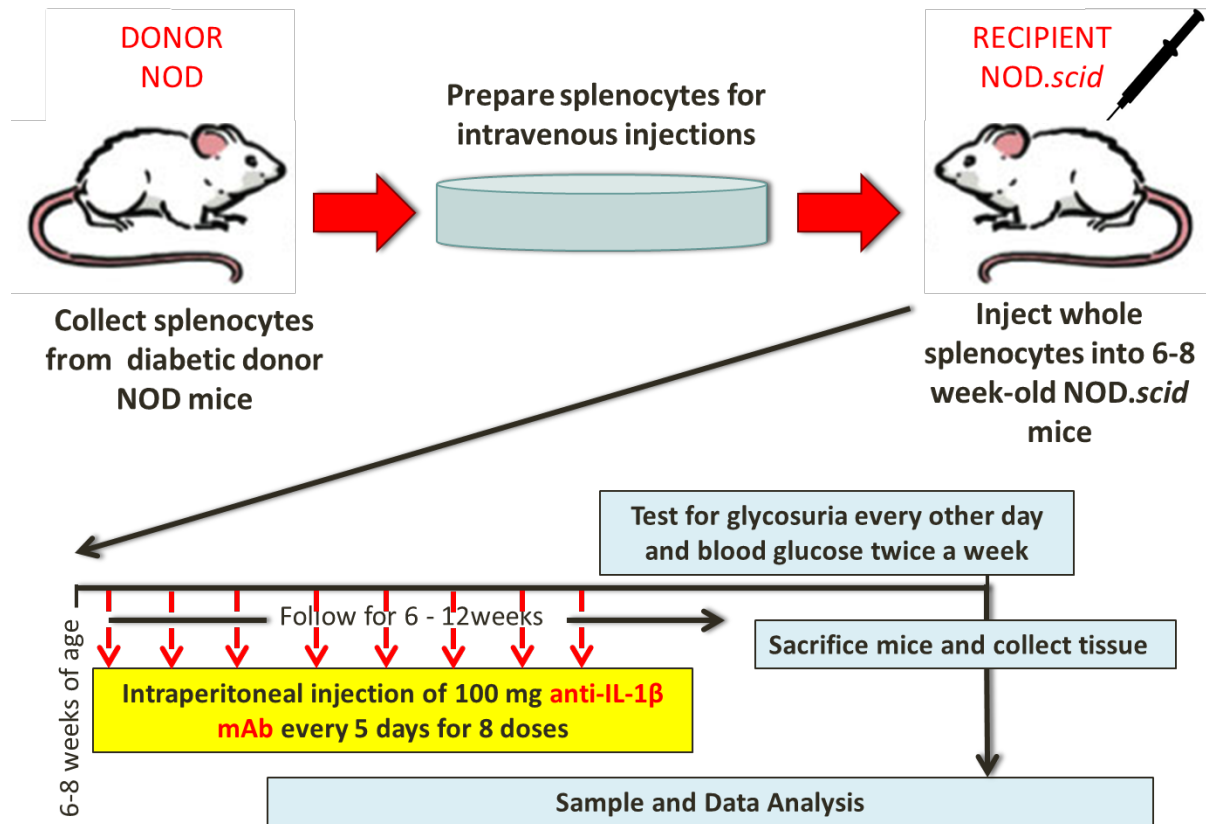 DONOR
NOD
Prepare splenocytes for
intravenous injections
RECIPIENT
NOD.scid
Collect splenocytes
from diabetic donor
NOD mice
Inject whole
splenocytes into 6-8
week-old NOD.scid
mice
Test for glycosuria every other day
and blood glucose twice a week
6-8 weeks of age
Follow for 6 - 12weeks
Sacrifice mice and collect tissue
Intraperitoneal injection of 100 mg anti-IL-1β
mAb every 5 days for 8 doses
Sample and Data Analysis